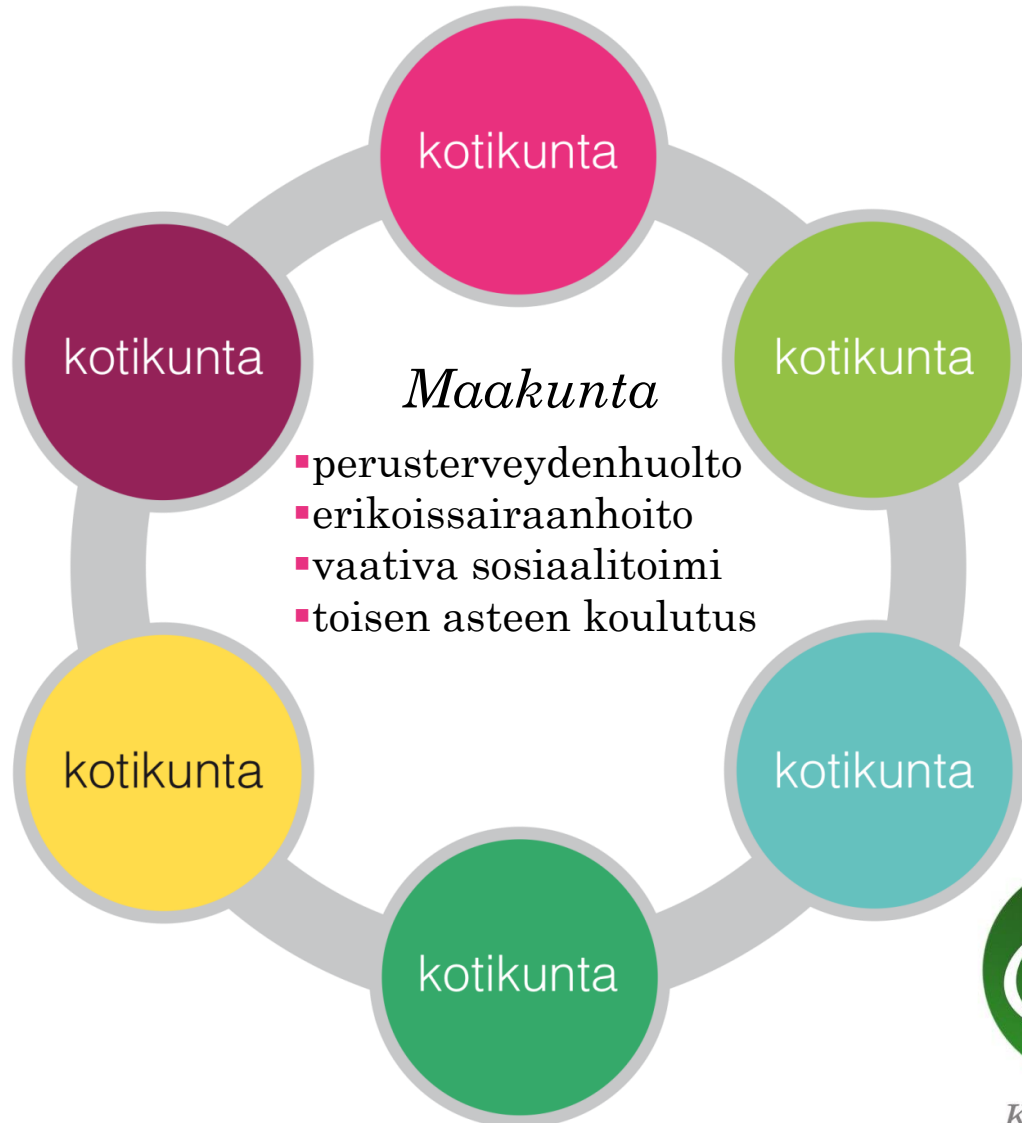 kotikunta
kotikunta
kotikunta
Maakunta
▪perusterveydenhuolto
▪erikoissairaanhoito
▪vaativa sosiaalitoimi
▪toisen asteen koulutus
kotikunta
kotikunta
kotikunta